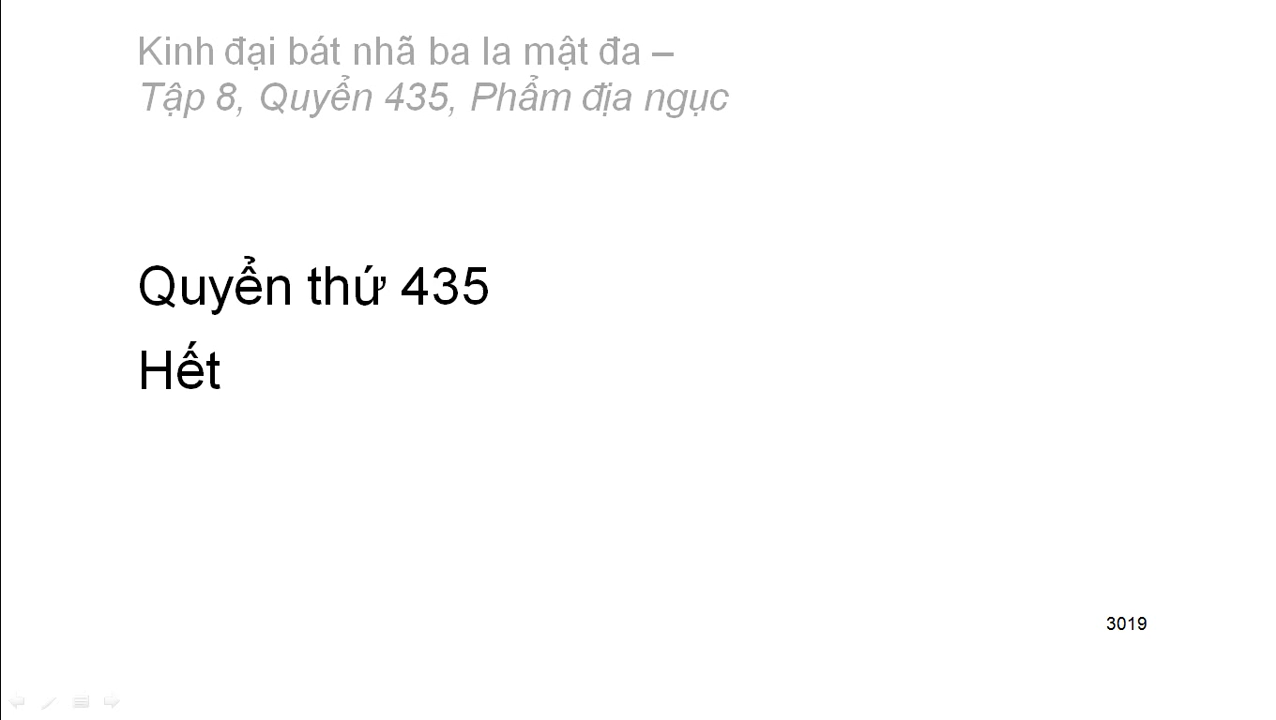 Kinh đại bát nhã ba la mật đa –
Tập 8, Quyển 435, Phẩm địa ngục
Quyển thứ 435
Hết
3019